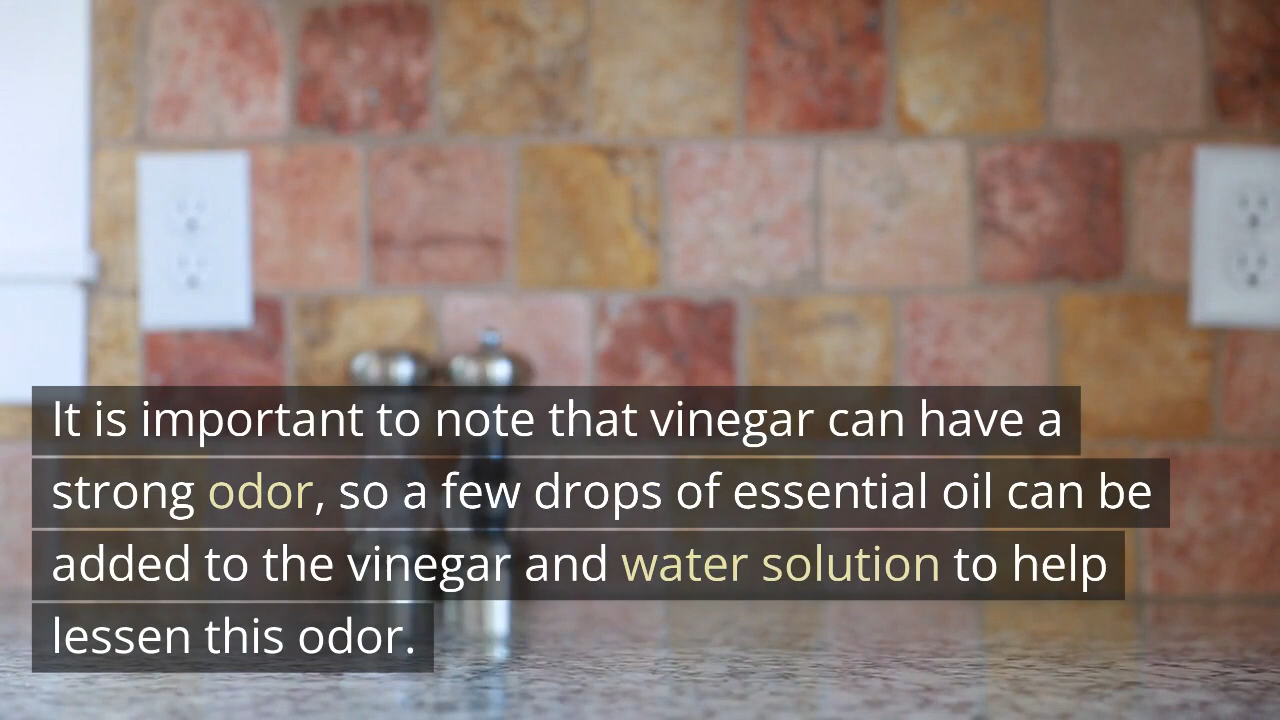 It is important to note that vinegar can have a
strong odor, so a few drops of essential oil can be
added to the vinegar and water solution to help
lessen this odor.